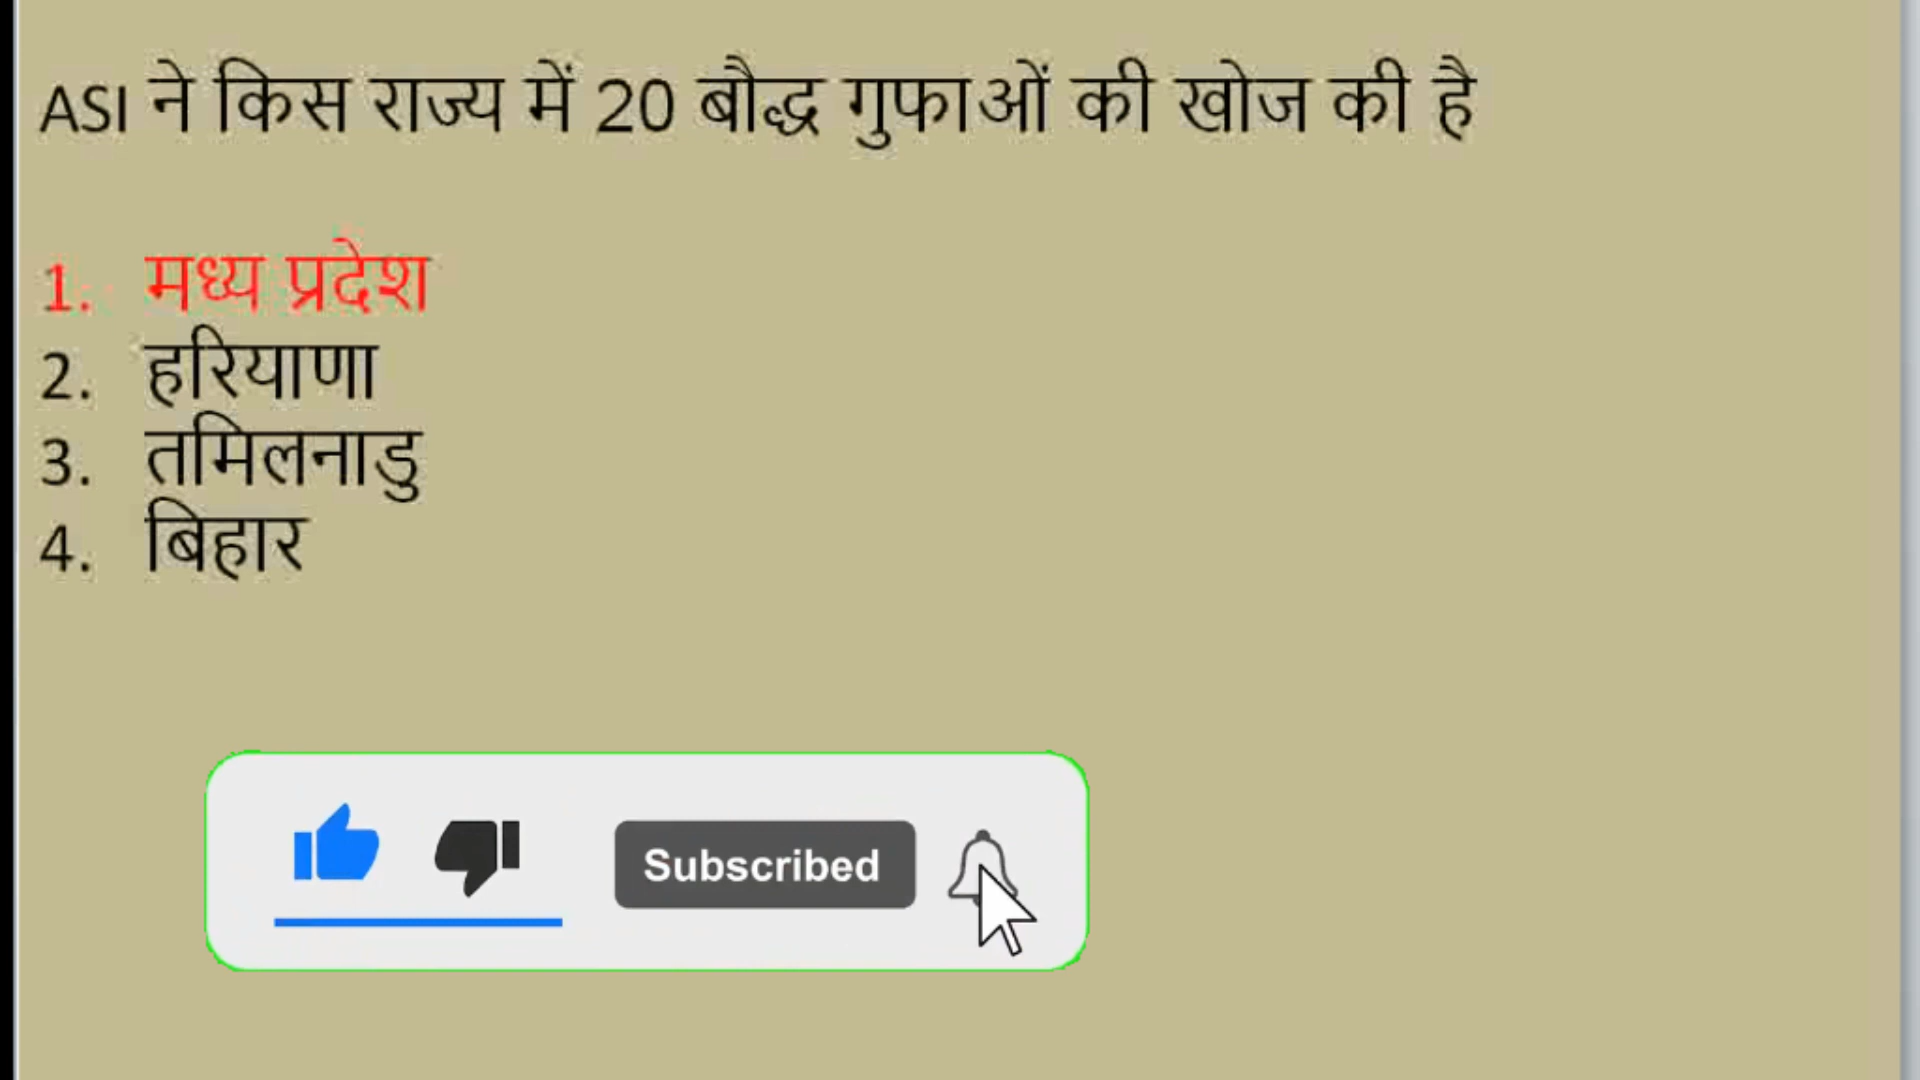 ASI ने किस राज्य में 20 बौद्ध गुफाओं की खोज की है
1. मध्य प्रदेश
2. हरियाणा
3. तमिलनाडु
4. बिहार
Subscribed